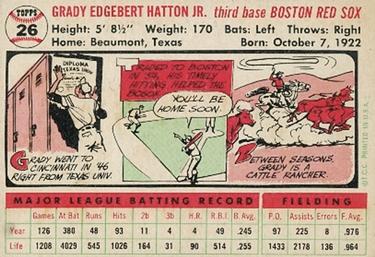 TOPPS
26
GRADY EDGEBERT HATTON JR. third base BOSTON RED SOX
Height: 5' 8½" Weight: 170 Bats: Left Throws: Right
Home: Beaumont, Texas Born: October 7, 1922
DIPLOMA
TEXAS UNIV.
GRADY WENT TO
CINCINNATI IN '46
RIGHT FROM TEXAS UNIV.
TRADED TO BOSTON
IN '54, HIS TIMELY
HITTING HELPED THE
BOSOX.
YOU'LL BE
HOME SOON.
BETWEEN SEASONS,
GRADY IS A
CATTLE RANCHER.
©T.C.G. PRINTED IN U.S.A.
MAJOR LEAGUE BATTING RECORD FIELDING
Games At Bat Runs Hits 2B 3B H.R. R.B.I. B. Avg. P.O. Assists Errors F. Avg.
Year 126 380 48 93 11 4 4 49 .245 97 225 8 .976
Life 1208 4029 545 1036 164 31 90 514 .255 1433 2178 136 .964